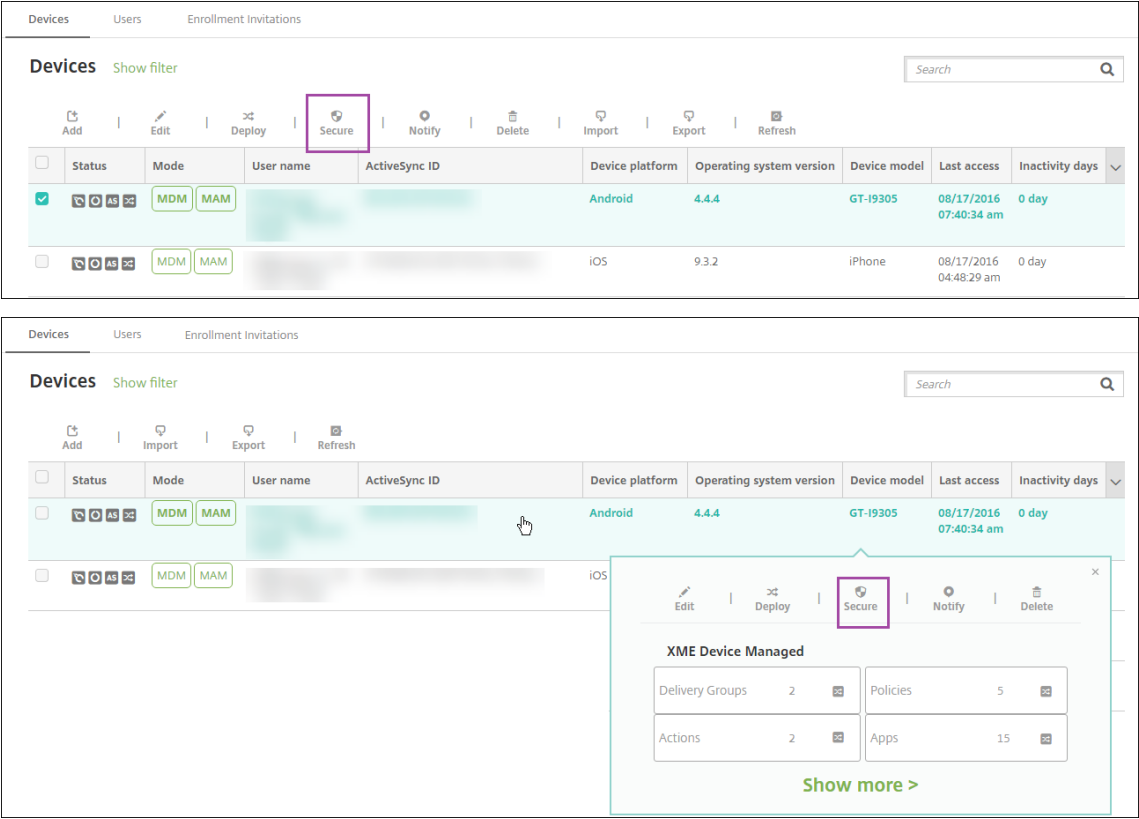 Devices Users Enrollment Invitations
Devices Show filter Search
Add | Edit | Deploy | Secure | Notify | Delete | Import | Export | Refresh
Status Mode User name ActiveSync ID Device platform Operating system version Device model Last access Inactivity days
AS MDM MAM Android 4.4.4 GT-I9305 08/17/2016 0 day
07:40:34 am
AS MDM MAM iOS 9.3.2 iPhone 08/17/2016 0 day
04:48:29 am
Devices Users Enrollment Invitations
Devices Show filter Search
Add | Import | Export | Refresh
Status Mode User name ActiveSync ID Device platform Operating system version Device model Last access Inactivity days
AS MDM MAM Android 4.4.4 GT-I9305 08/17/2016 0 day
07:40:34 am
AS MDM MAM iOS
×
Edit | Deploy | Secure | Notify | Delete
XME Device Managed
Delivery Groups 2 Policies 5
Actions 2 Apps 15
Show more >